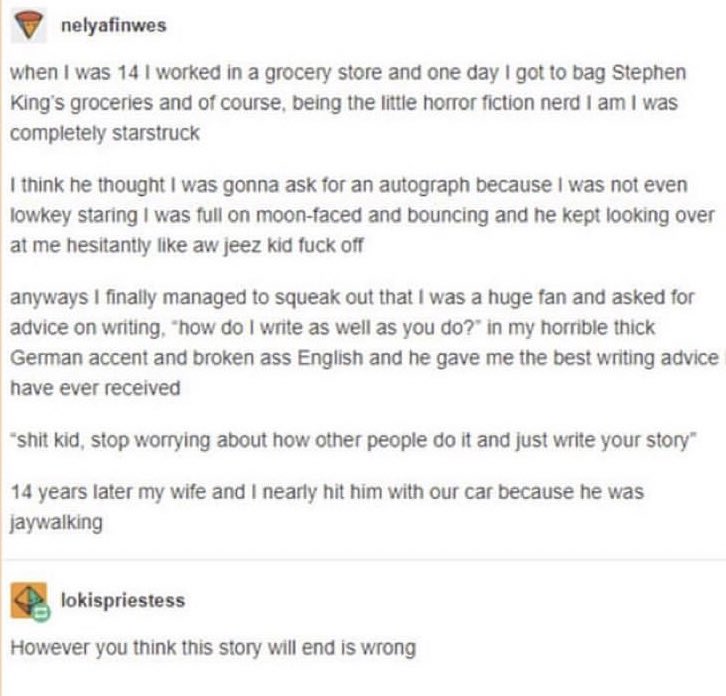 nelyafinwes
when I was 14 I worked in a grocery store and one day I got to bag Stephen
King's groceries and of course, being the little horror fiction nerd I am I was
completely starstruck
I think he thought I was gonna ask for an autograph because I was not even
lowkey staring I was full on moon-faced and bouncing and he kept looking over
at me hesitantly like aw jeez kid fuck off
anyways I finally managed to squeak out that I was a huge fan and asked for
advice on writing, "how do I write as well as you do?" in my horrible thick
German accent and broken ass English and he gave me the best writing advice I
have ever received
"shit kid, stop worrying about how other people do it and just write your story"
14 years later my wife and I nearly hit him with our car because he was
jaywalking
lokispriestess
However you think this story will end is wrong